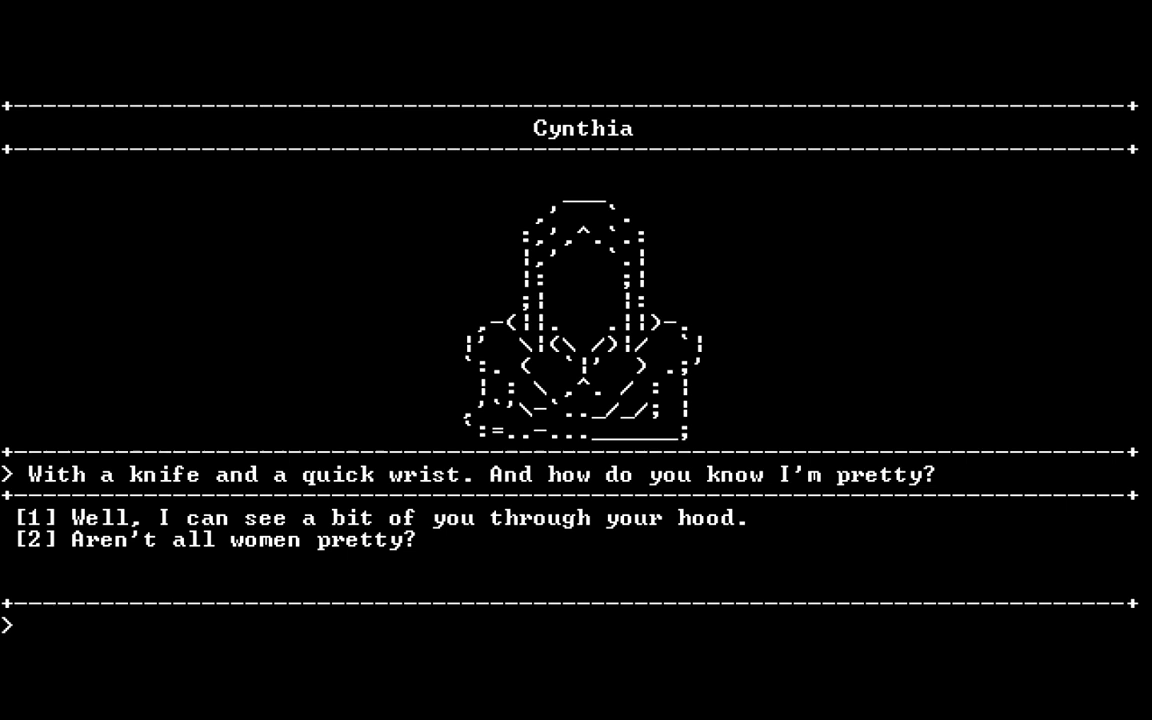 Cynthia
> With a knife and a quick wrist. And how do you know I'm pretty?
[1] Well, I can see a bit of you through your hood.
[2] Aren't all women pretty?
>